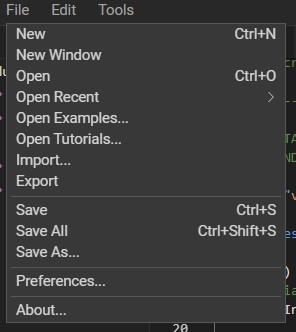 File Edit Tools
New Ctrl+N
New Window
Open Ctrl+O
Open Recent
Open Examples...
Open Tutorials...
Import...
Export
Save Ctrl+S
Save All Ctrl+Shift+S
Save As...
Preferences...
About...
20